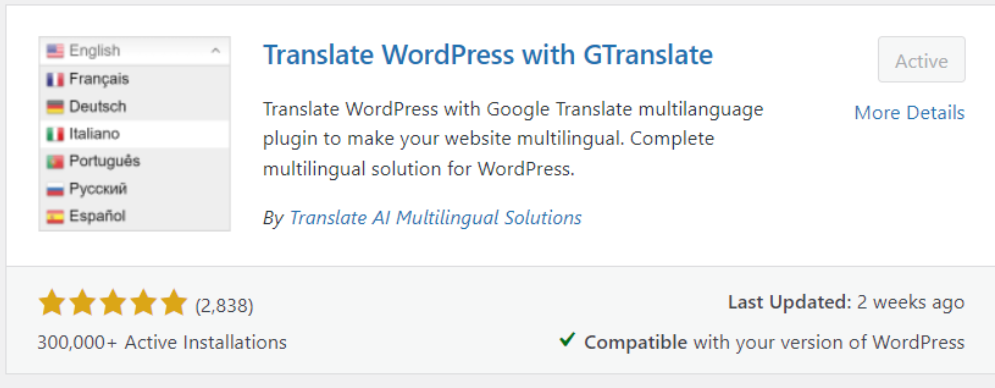 English
Français
Deutsch
Italiano
Português
Русский
Español
Translate WordPress with GTranslate
Active
Translate WordPress with Google Translate multilanguage
plugin to make your website multilingual. Complete
multilingual solution for WordPress.
More Details
By Translate AI Multilingual Solutions
(2,838)
300,000+ Active Installations
Last Updated: 2 weeks ago
Compatible with your version of WordPress